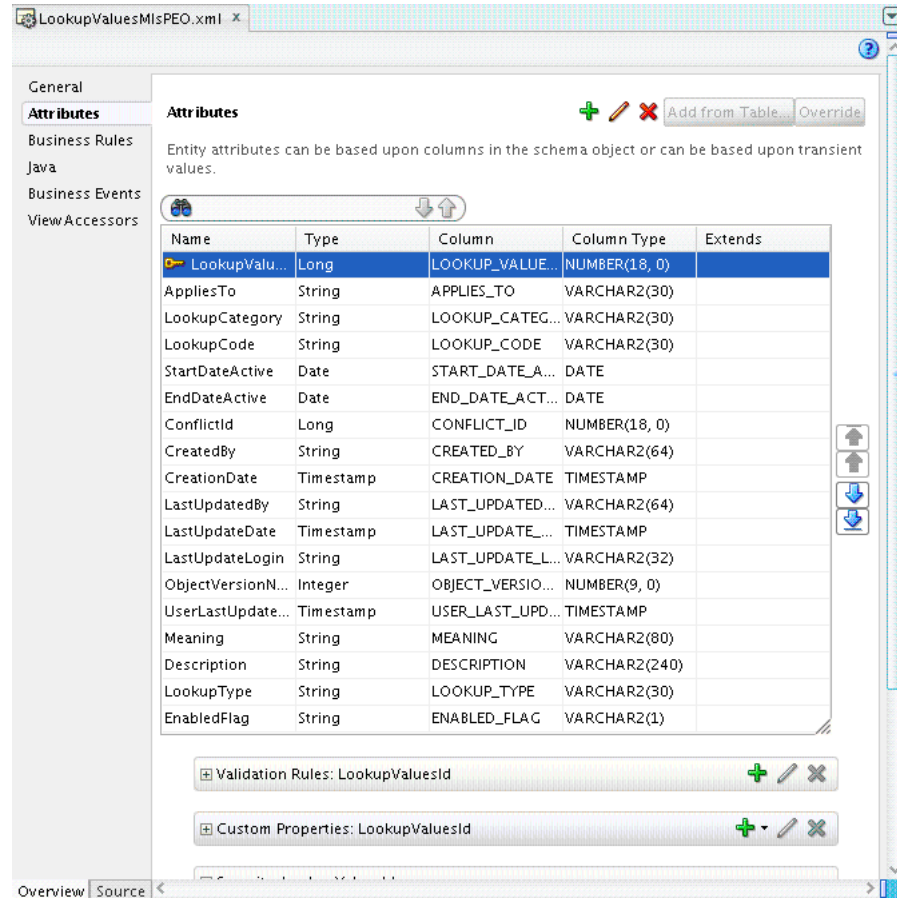 LookupValuesMlsPEO.xml x
General
Attributes
Business Rules
Java
Business Events
View Accessors
Attributes
Add from Table... Override
Entity attributes can be based upon columns in the schema object or can be based upon transient
values.
Name Type Column Column Type Extends
LookupValu... Long LOOKUP_VALUE... NUMBER(18, 0)
AppliesTo String APPLIES_TO VARCHAR2(30)
LookupCategory String LOOKUP_CATEG... VARCHAR2(30)
LookupCode String LOOKUP_CODE VARCHAR2(30)
StartDateActive Date START_DATE_A... DATE
EndDateActive Date END_DATE_ACT... DATE
ConflictId Long CONFLICT_ID NUMBER(18, 0)
CreatedBy String CREATED_BY VARCHAR2(64)
CreationDate Timestamp CREATION_DATE TIMESTAMP
LastUpdatedBy String LAST_UPDATED... VARCHAR2(64)
LastUpdateDate Timestamp LAST_UPDATE_... TIMESTAMP
LastUpdateLogin String LAST_UPDATE_L... VARCHAR2(32)
ObjectVersionN... Integer OBJECT_VERSIO... NUMBER(9, 0)
UserLastUpdate... Timestamp USER_LAST_UPD... TIMESTAMP
Meaning String MEANING VARCHAR2(80)
Description String DESCRIPTION VARCHAR2(240)
LookupType String LOOKUP_TYPE VARCHAR2(30)
EnabledFlag String ENABLED_FLAG VARCHAR2(1)
Validation Rules: LookupValuesId
Custom Properties: LookupValuesId
Overview Source